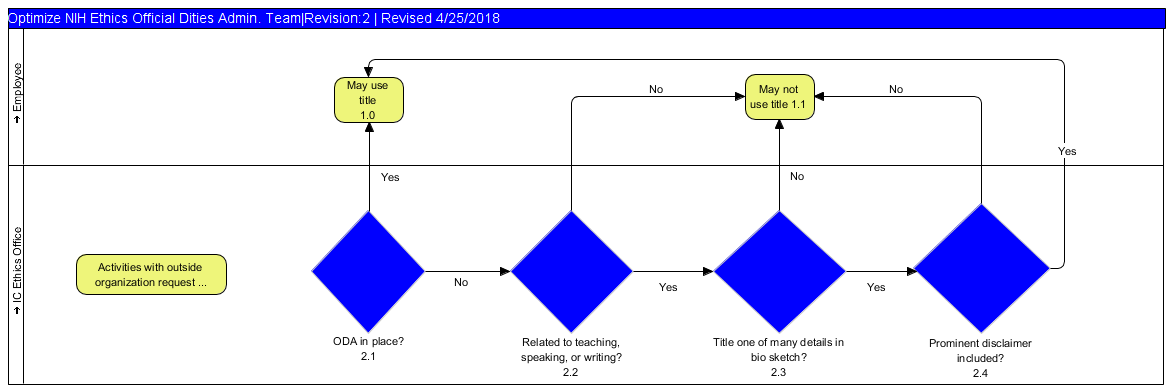 Optimize NIH Ethics Official Dities Admin. Team|Revision:2 | Revised 4/25/2018
➔ Employee
May use
title
1.0
No
May not
use title 1.1
No
Yes
➔ IC Ethics Office
Yes
No
Activities with outside
organization request ...
No
Yes
Yes
ODA in place?
2.1
Related to teaching,
speaking, or writing?
2.2
Title one of many details in
bio sketch?
2.3
Prominent disclaimer
included?
2.4